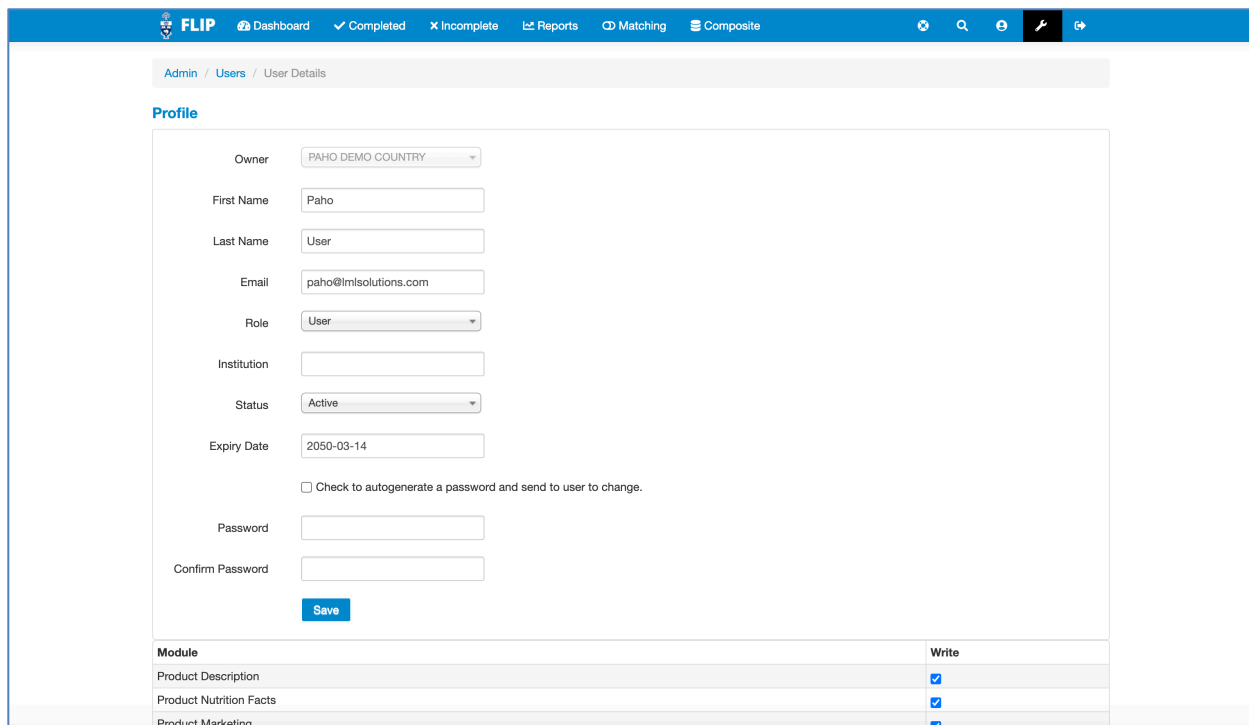 FLIP Dashboard Completed Incomplete Reports Matching Composite
Admin / Users / User Details
Profile
Owner PAHO DEMO COUNTRY
First Name Paho
Last Name User
Email paho@lmlsolutions.com
Role User
Institution
Status Active
Expiry Date 2050-03-14
Check to autogenerate a password and send to user to change.
Password
Confirm Password
Save
Module Write
Product Description
Product Nutrition Facts
Product Marketing